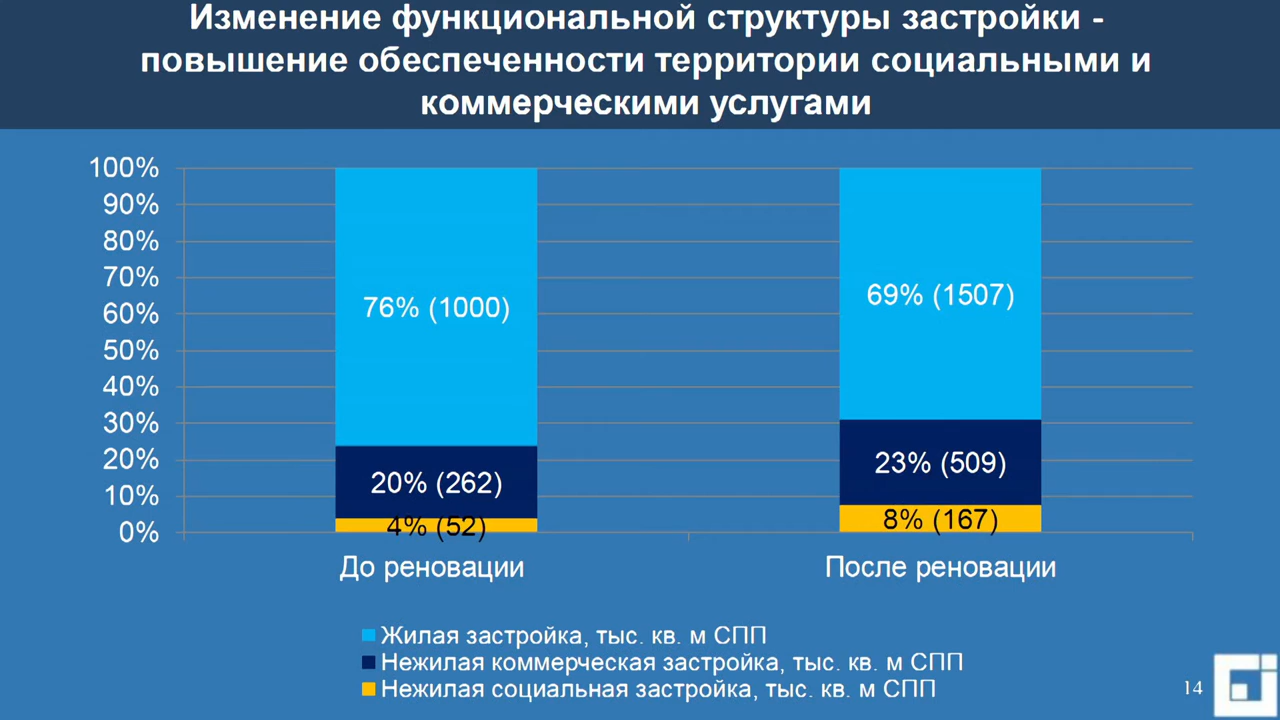 Изменение функциональной структуры застройки -
повышение обеспеченности территории социальными и
коммерческими услугами
100%
90%
80%
70%
60%
50%
40%
30%
20%
10%
0%
76% (1000)
20% (262)
4% (52)
69% (1507)
23% (509)
8% (167)
До реновации
После реновации
Жилая застройка, тыс. кв. м СПП
Нежилая коммерческая застройка, тыс. кв. м СПП
Нежилая социальная застройка, тыс. кв. м СПП
14